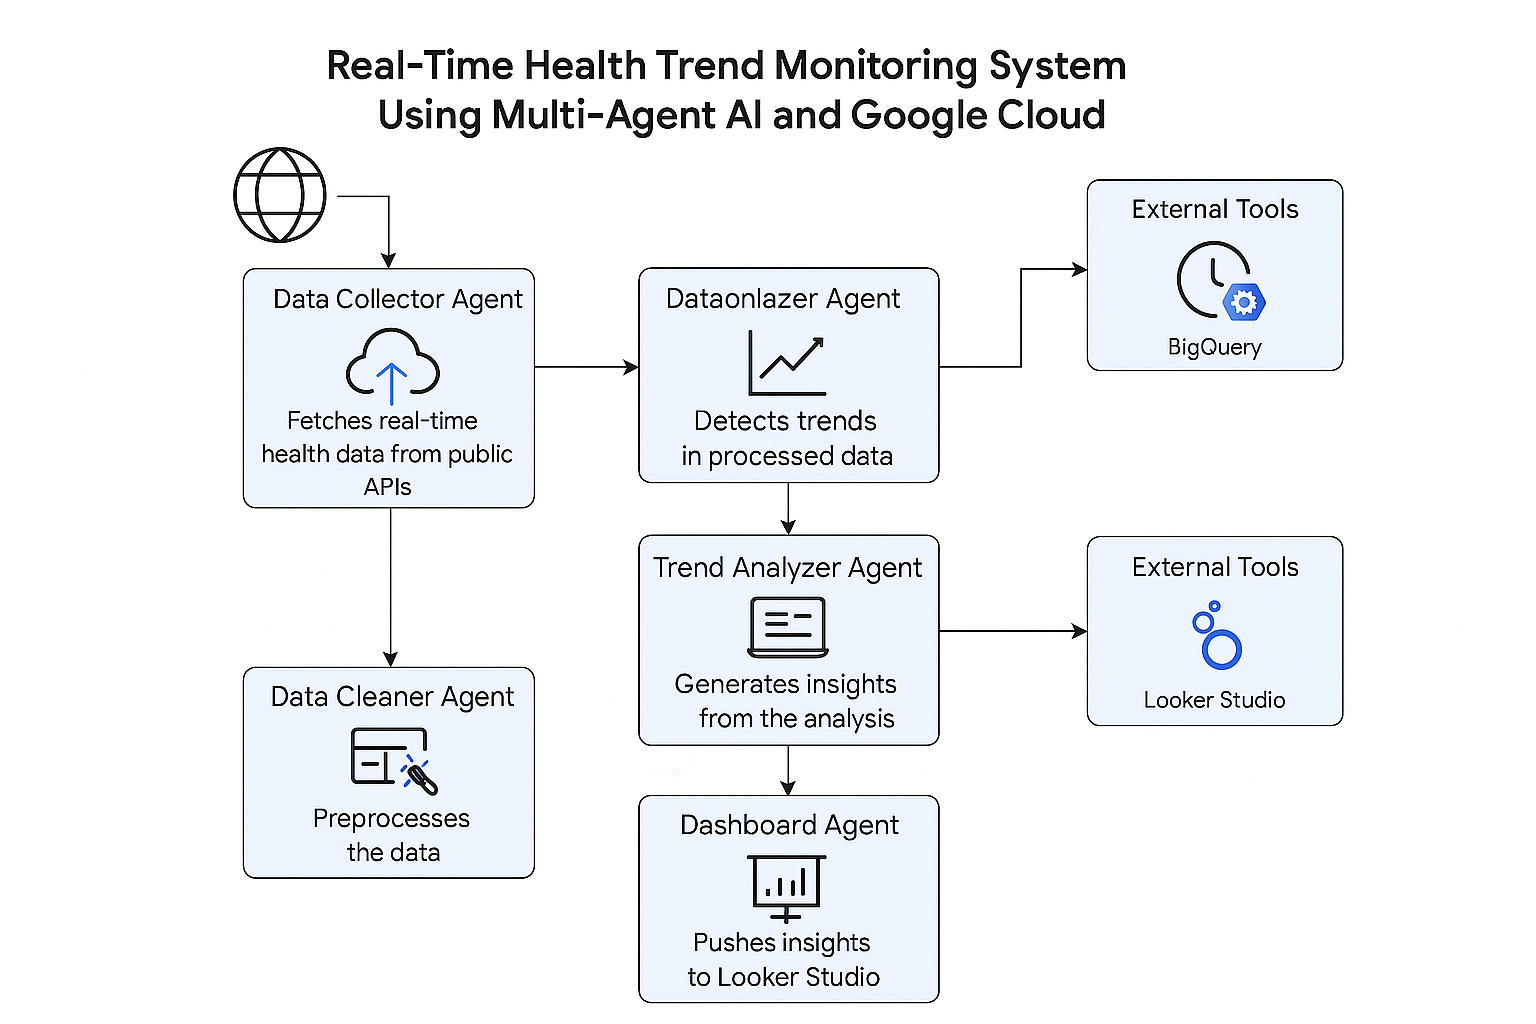 Real-Time Health Trend Monitoring System
Using Multi-Agent AI and Google Cloud
Data Collector Agent
Fetches real-time
health data from public
APIs
Dataonlazer Agent
Detects trends
in processed data
External Tools
BigQuery
Trend Analyzer Agent
Generates insights
from the analysis
External Tools
Looker Studio
Data Cleaner Agent
Preprocesses
the data
Dashboard Agent
Pushes insights
to Looker Studio